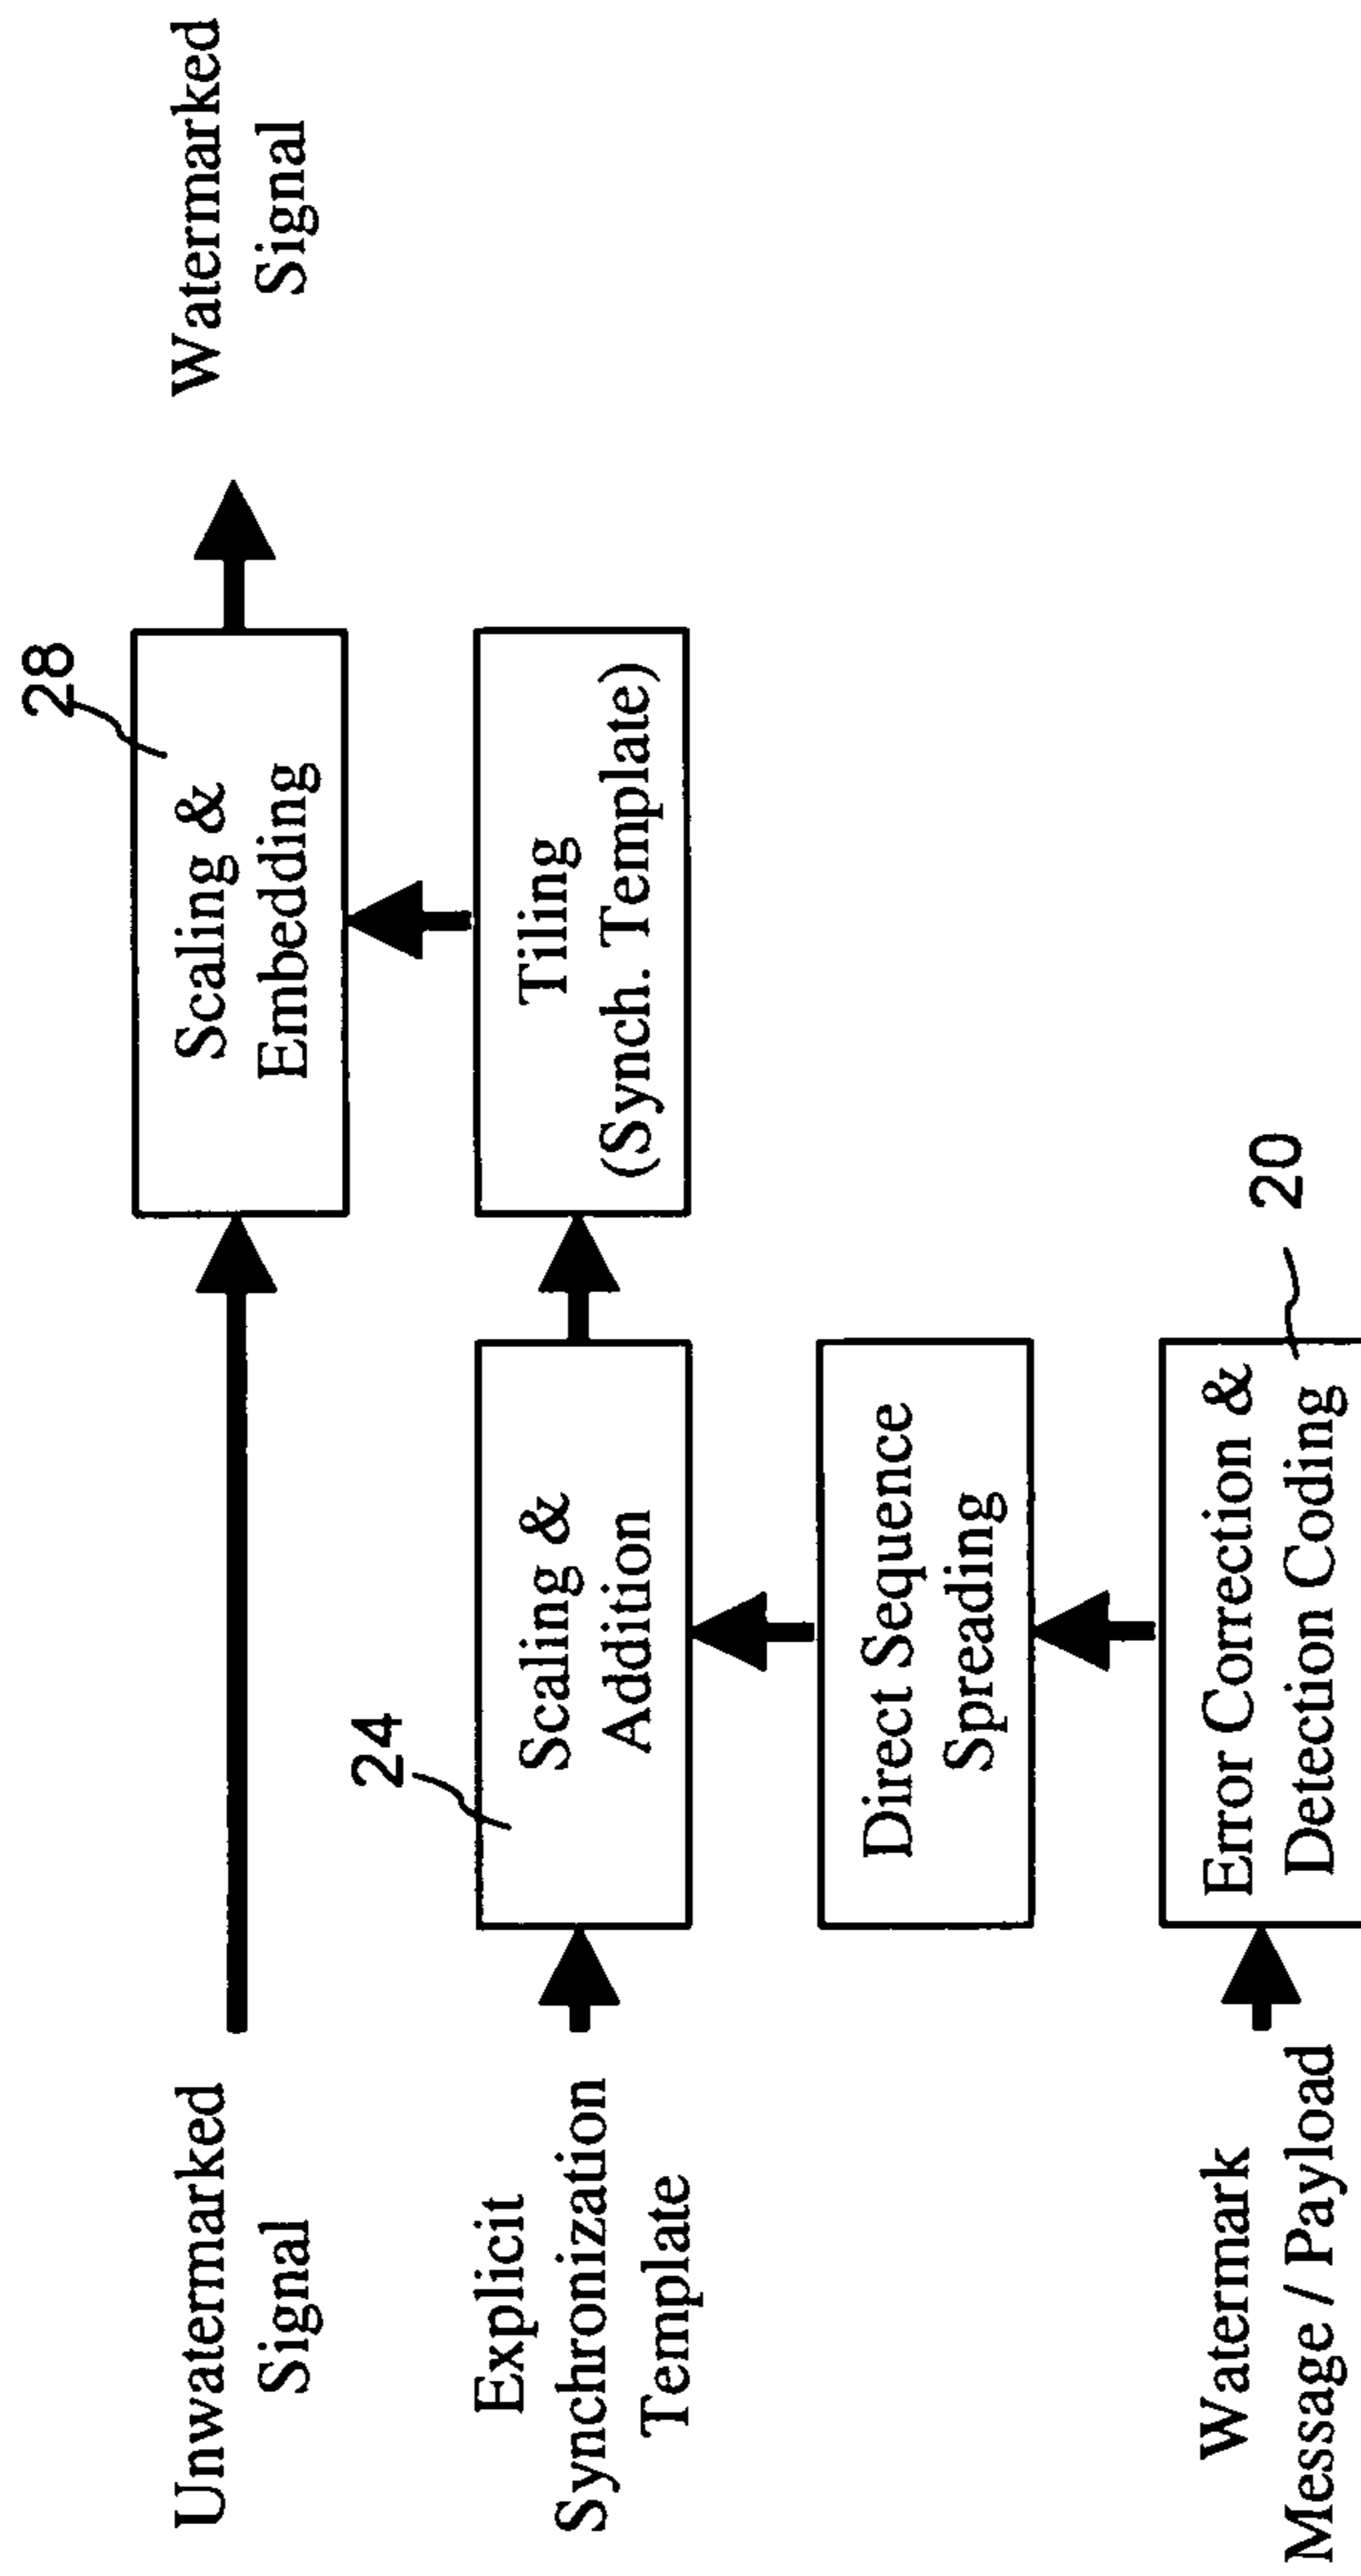 Unwatermarked
Signal
28
Scaling &
Embedding
Watermarked
Signal
Explicit
Synchronization
Template
24
Scaling &
Addition
Tiling
(Synch. Template)
Direct Sequence
Spreading
Watermark
Message / Payload
Error Correction &
Detection Coding
20